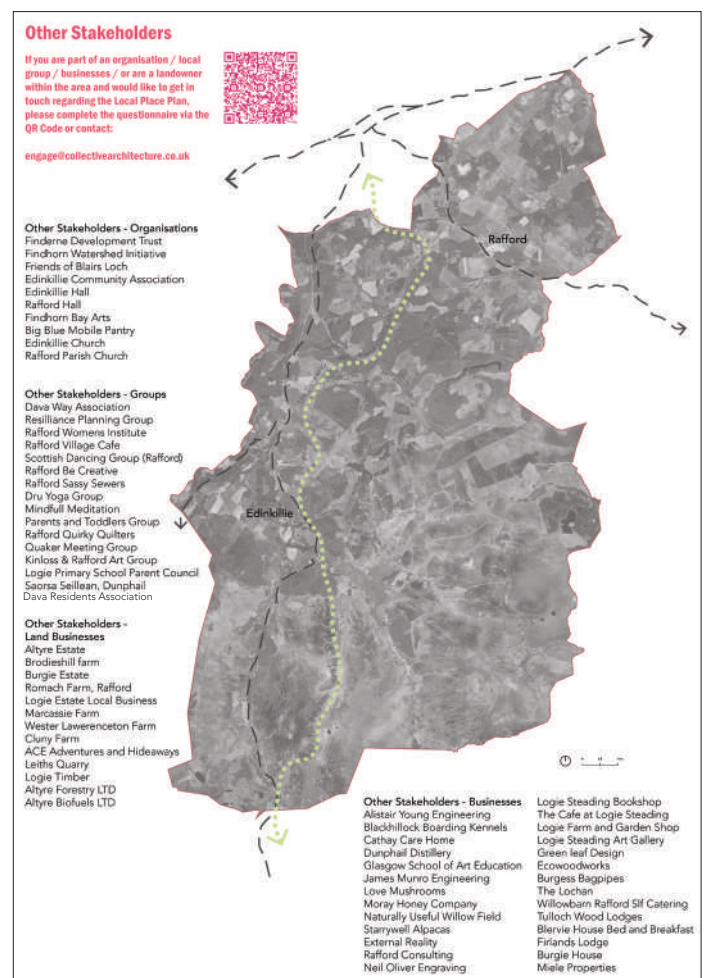 Other Stakeholders
If you are part of an organisation / local
group / businesses / or are a landowner
within the area and would like to get in
touch regarding the Local Place Plan,
please complete the questionnaire via the
QR Code or contact:
engage@collectivearchitecture.co.uk
Other Stakeholders - Organisations
Finderne Development Trust
Findhorn Watershed Initiative
Friends of Blairs Loch
Edinkillie Community Association
Edinkillie Hall
Rafford Hall
Findhorn Bay Arts
Big Blue Mobile Pantry
Edinkillie Church
Rafford Parish Church
Other Stakeholders - Groups
Dava Way Association
Resilliance Planning Group
Rafford Womens Institute
Rafford Village Cafe
Scottish Dancing Group (Rafford)
Rafford Be Creative
Rafford Sassy Sewers
Dru Yoga Group
Mindfull Meditation
Parents and Toddlers Group
Rafford Quirky Quilters
Quaker Meeting Group
Kinloss & Rafford Art Group
Logie Primary School Parent Council
Saorsa Seillean, Dunphail
Dava Residents Association
Other Stakeholders -
Land Businesses
Altyre Estate
Brodieshill farm
Burgie Estate
Romach Farm, Rafford
Logie Estate Local Business
Marcassie Farm
Wester Lawerenceton Farm
Cluny Farm
ACE Adventures and Hideaways
Leiths Quarry
Logie Timber
Altyre Forestry LTD
Altyre Biofuels LTD
Rafford
Edinkillie
Other Stakeholders - Businesses
Alistair Young Engineering
Blackhillock Boarding Kennels
Cathay Care Home
Dunphail Distillery
Glasgow School of Art Education
James Munro Engineering
Love Mushrooms
Moray Honey Company
Naturally Useful Willow Field
Starrywell Alpacas
External Reality
Rafford Consulting
Neil Oliver Engraving
Logie Steading Bookshop
The Cafe at Logie Steading
Logie Farm and Garden Shop
Logie Steading Art Gallery
Green leaf Design
Ecowoodworks
Burgess Bagpipes
The Lochan
Willowbarn Rafford Slf Catering
Tulloch Wood Lodges
Blervie House Bed and Breakfast
Firlands Lodge
Burgie House
Miele Properties